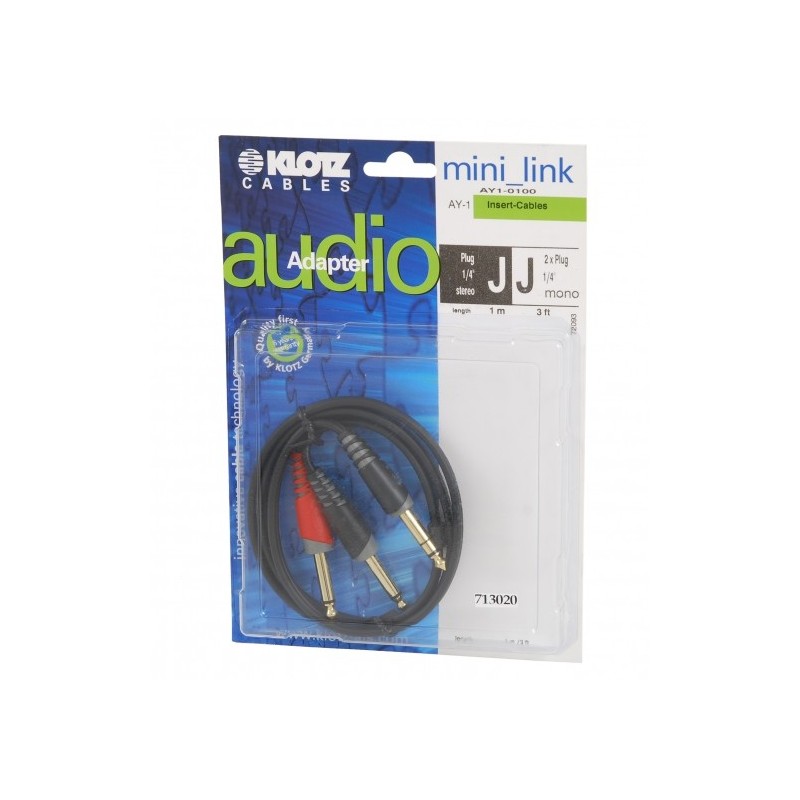 KLOTZ
CABLES
mini_link
AY1-0100
AY-1 Insert-Cables
audio
Adapter
Plug
1/4'
stereo
J J
2 x Plug
1/4'
mono
length 1 m 3 ft
Quality first
by KLOTZ Germany
innovative cable technology
713020
length